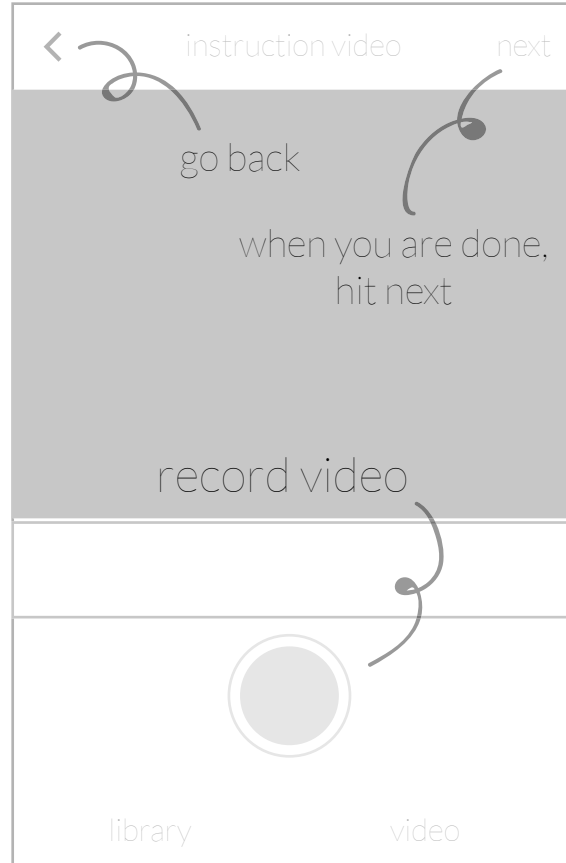 instruction video
next
go back
when you are done,
hit next
record video
library
video